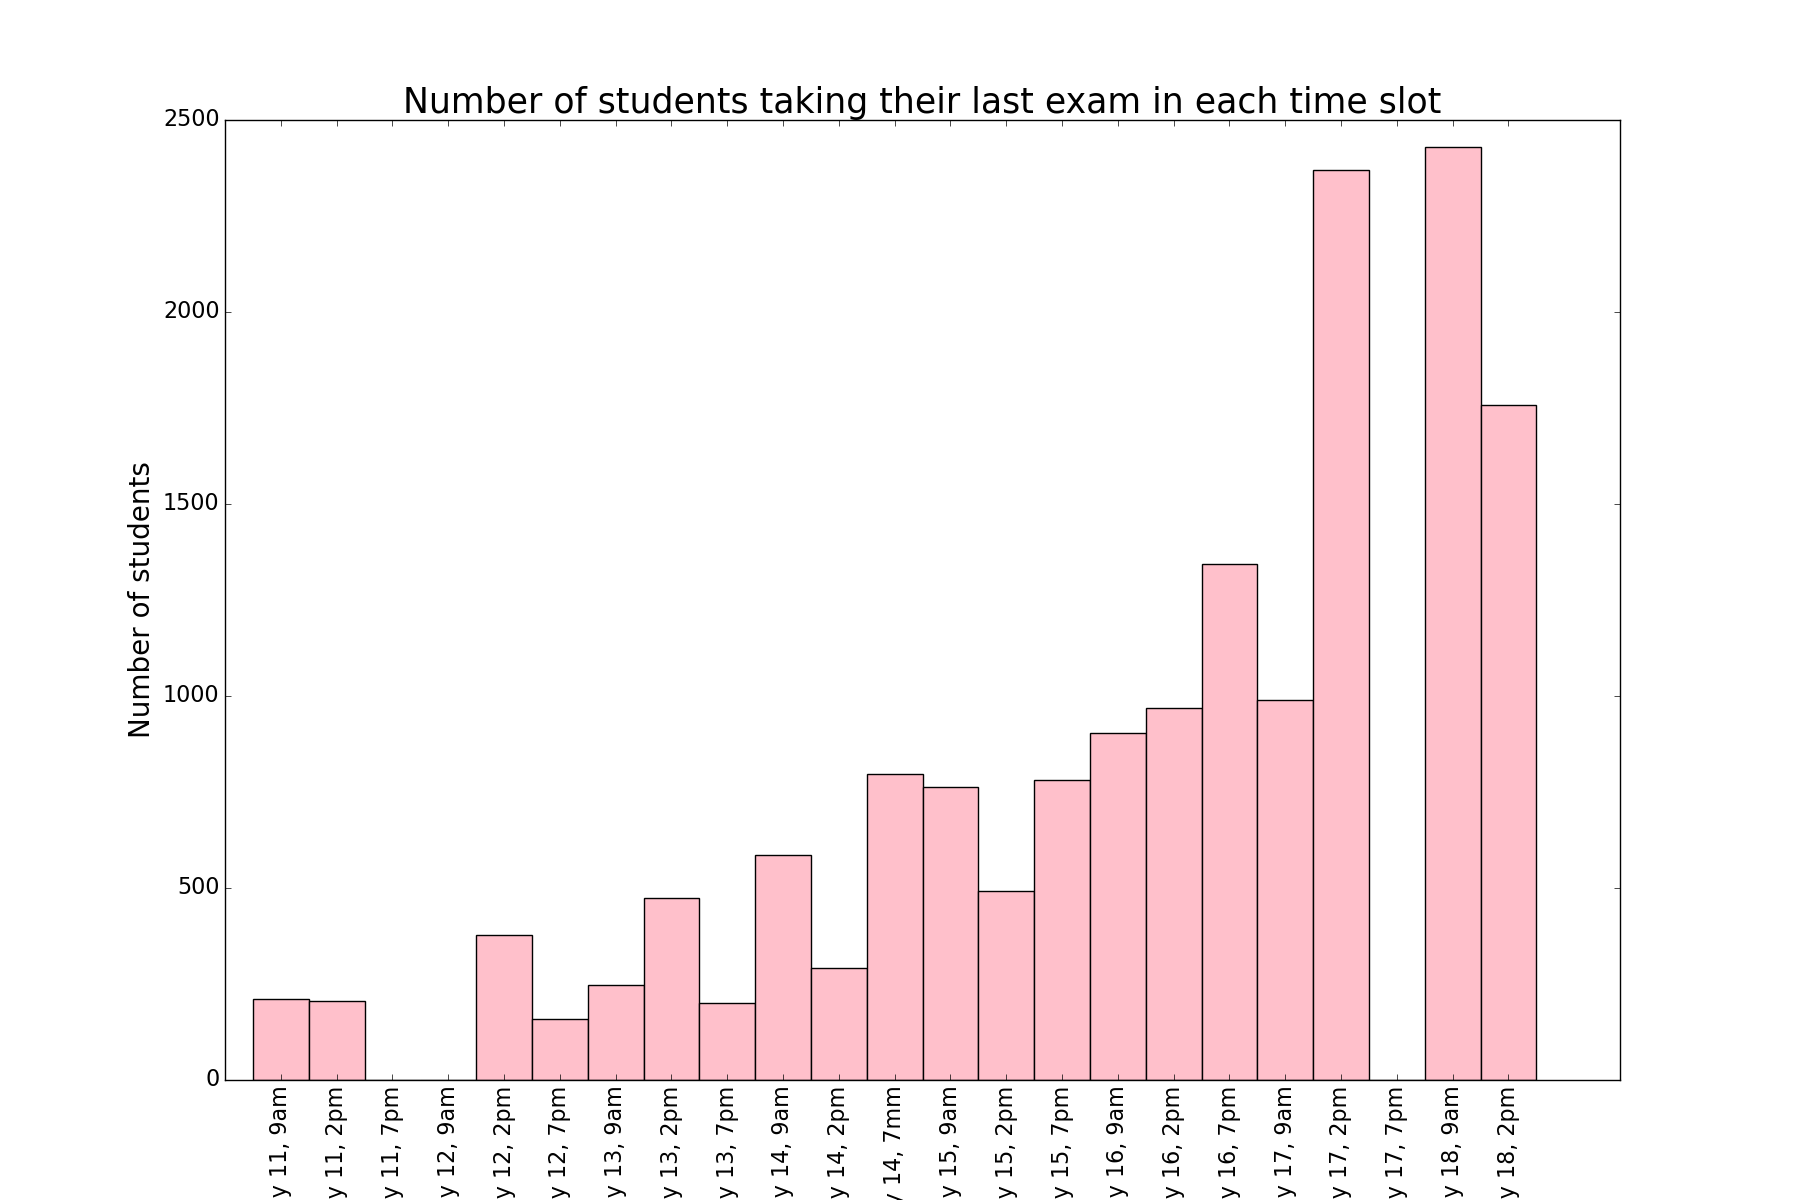 Number of students taking their last exam in each time slot
Number of students
2500
2000
1500
1000
500
0
y 11, 9am
y 11, 2pm
y 11, 7pm
y 12, 9am
y 12, 2pm
y 12, 7pm
y 13, 9am
y 13, 2pm
y 13, 7pm
y 14, 9am
y 14, 2pm
y 14, 7mm
y 15, 9am
y 15, 2pm
y 15, 7pm
y 16, 9am
y 16, 2pm
y 16, 7pm
y 17, 9am
y 17, 2pm
y 17, 7pm
y 18, 9am
y 18, 2pm